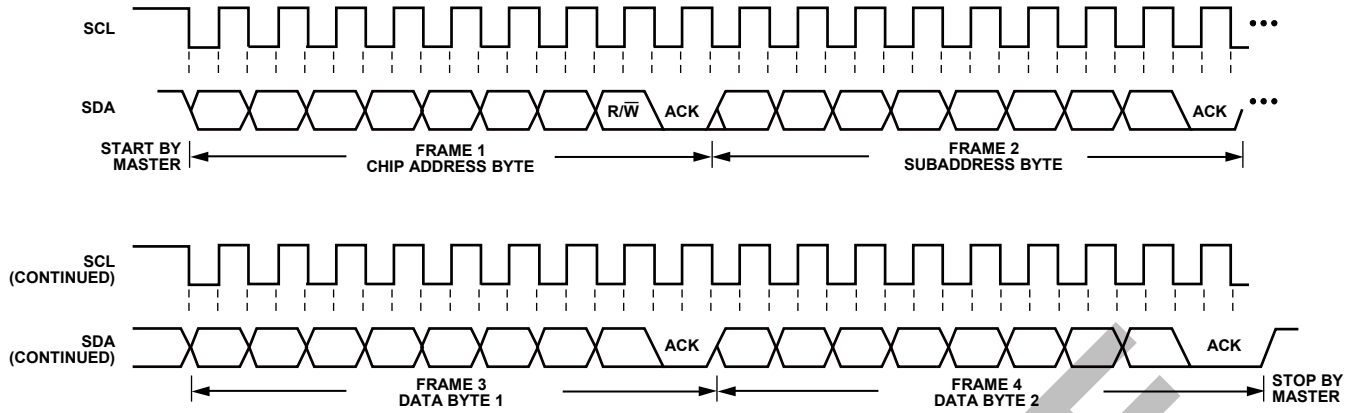 SCL
•••
SDA
R/W̅
ACK
ACK
•••
START BY
MASTER
FRAME 1
CHIP ADDRESS BYTE
FRAME 2
SUBADDRESS BYTE
SCL
(CONTINUED)
SDA
(CONTINUED)
ACK
ACK
FRAME 3
DATA BYTE 1
FRAME 4
DATA BYTE 2
STOP BY
MASTER